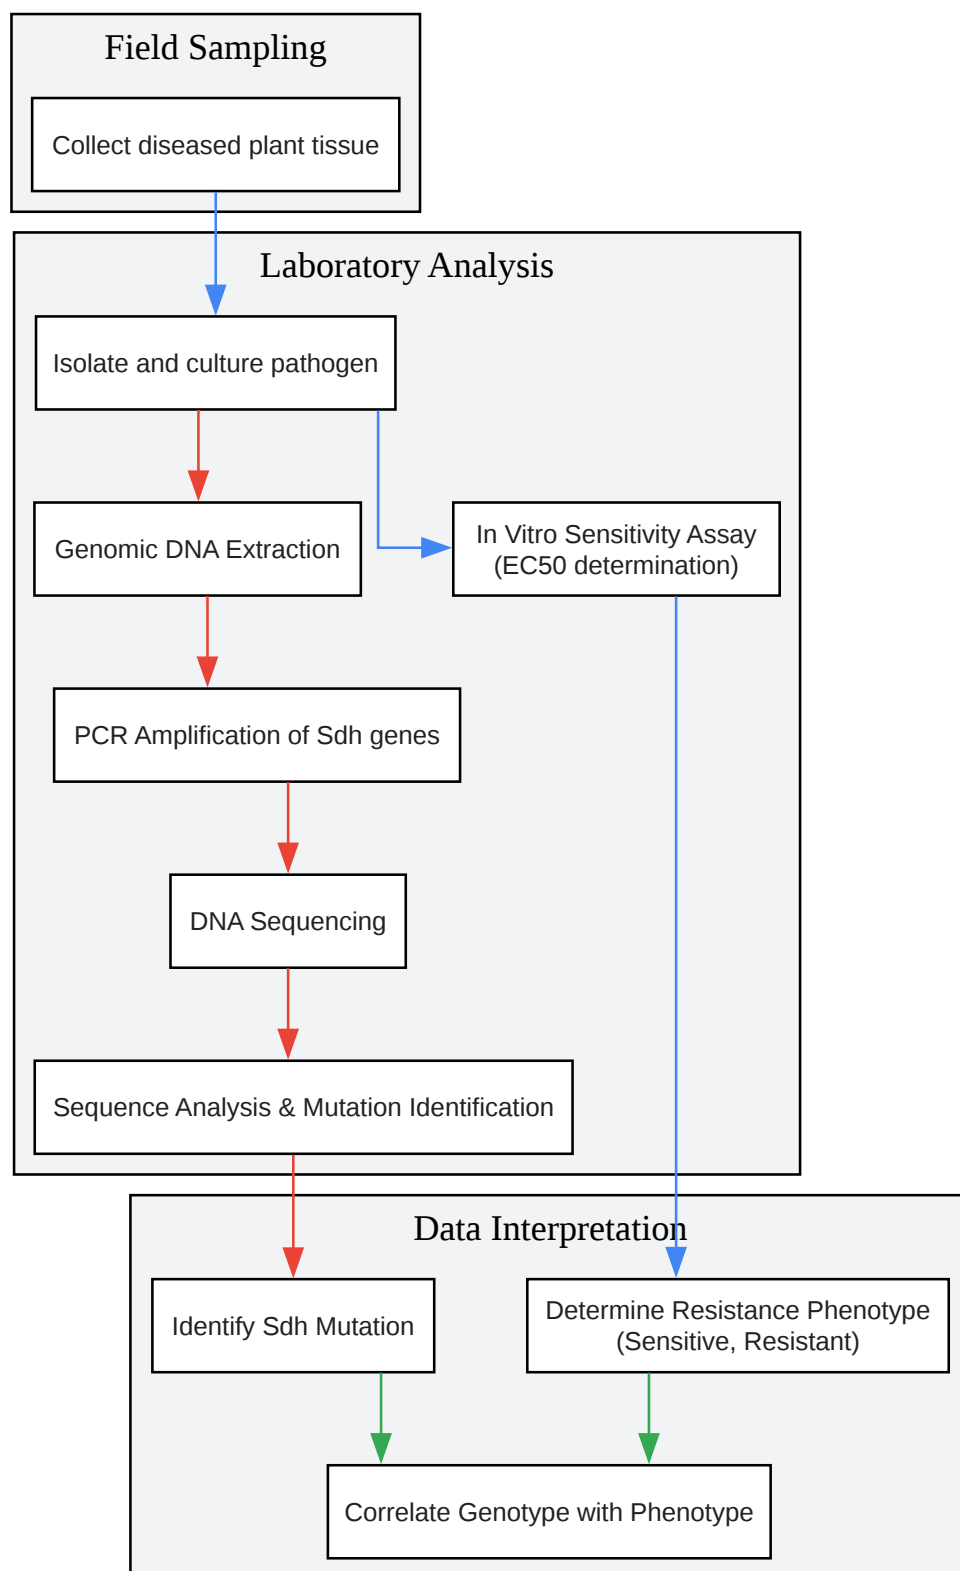 Field Sampling
Collect diseased plant tissue
Laboratory Analysis
Isolate and culture pathogen
Genomic DNA Extraction
In Vitro Sensitivity Assay
(EC50 determination)
PCR Amplification of Sdh genes
DNA Sequencing
Sequence Analysis & Mutation Identification
Data Interpretation
Identify Sdh Mutation
Determine Resistance Phenotype
(Sensitive, Resistant)
Correlate Genotype with Phenotype